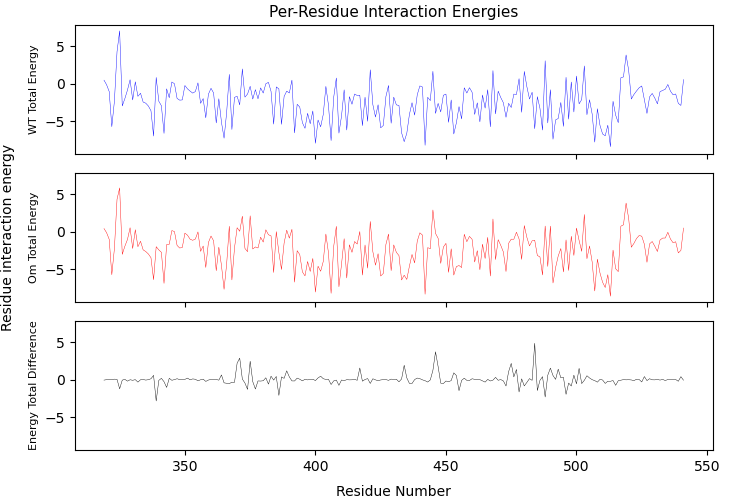 Per-Residue Interaction Energies
Residue interaction energy
WT Total Energy
5
0
−5
Om Total Energy
5
0
−5
Energy Total Difference
5
0
−5
350
400
450
500
550
Residue Number